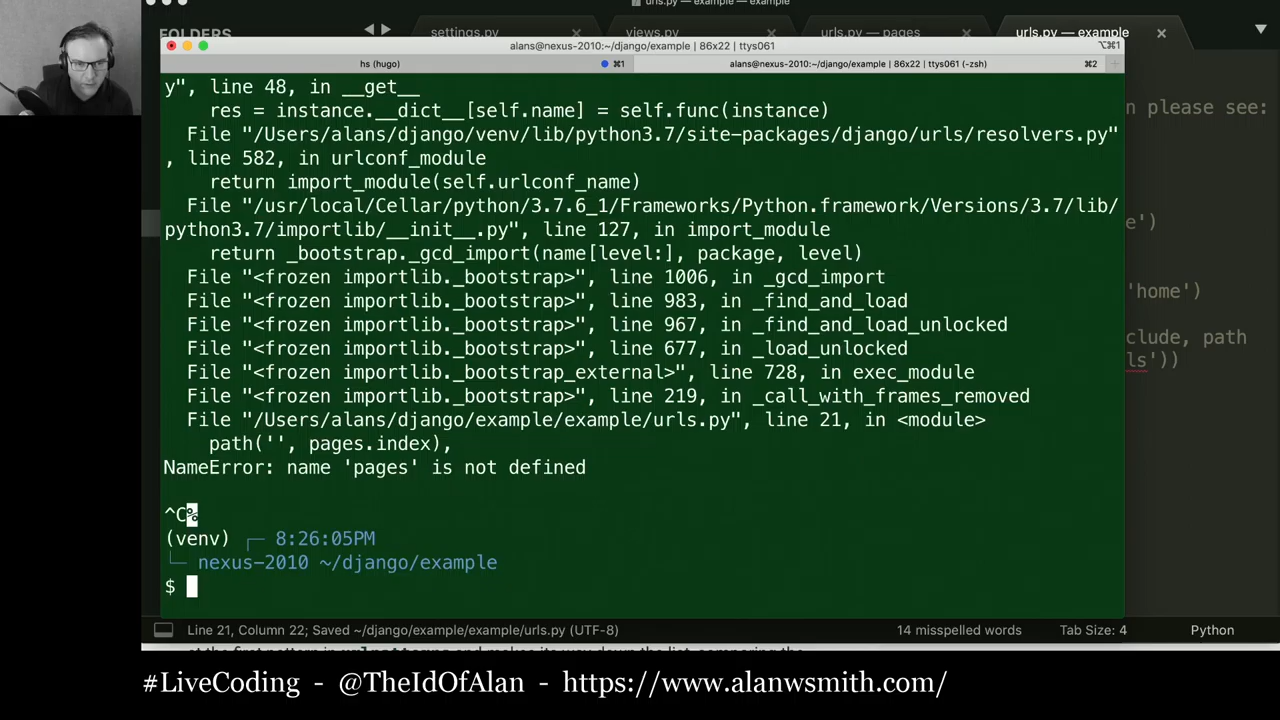 urls.py — example — example
FOLDERS
settings.py
views.py
urls.py — pages
urls.py — example
alans@nexus-2010:~/django/example | 86x22 | ttys061
⌥⌘1
hs (hugo)
⌘1
alans@nexus-2010:~/django/example | 86x22 | ttys061 (-zsh)
⌘2
y", line 48, in __get__
res = instance.__dict__[self.name] = self.func(instance)
File "/Users/alans/django/venv/lib/python3.7/site-packages/django/urls/resolvers.py"
, line 582, in urlconf_module
return import_module(self.urlconf_name)
File "/usr/local/Cellar/python/3.7.6_1/Frameworks/Python.framework/Versions/3.7/lib/
python3.7/importlib/__init__.py", line 127, in import_module
return _bootstrap._gcd_import(name[level:], package, level)
File "<frozen importlib._bootstrap>", line 1006, in _gcd_import
File "<frozen importlib._bootstrap>", line 983, in _find_and_load
File "<frozen importlib._bootstrap>", line 967, in _find_and_load_unlocked
File "<frozen importlib._bootstrap>", line 677, in _load_unlocked
File "<frozen importlib._bootstrap_external>", line 728, in exec_module
File "<frozen importlib._bootstrap>", line 219, in _call_with_frames_removed
File "/Users/alans/django/example/example/urls.py", line 21, in <module>
path('', pages.index),
NameError: name 'pages' is not defined
^C%
(venv) ┌─ 8:26:05PM
└─ nexus-2010 ~/django/example
$
n please see:
e')
'home')
clude, path
ls'))
Line 21, Column 22; Saved ~/django/example/example/urls.py (UTF-8)
14 misspelled words
Tab Size: 4
Python
#LiveCoding - @TheIdOfAlan - https://www.alanwsmith.com/